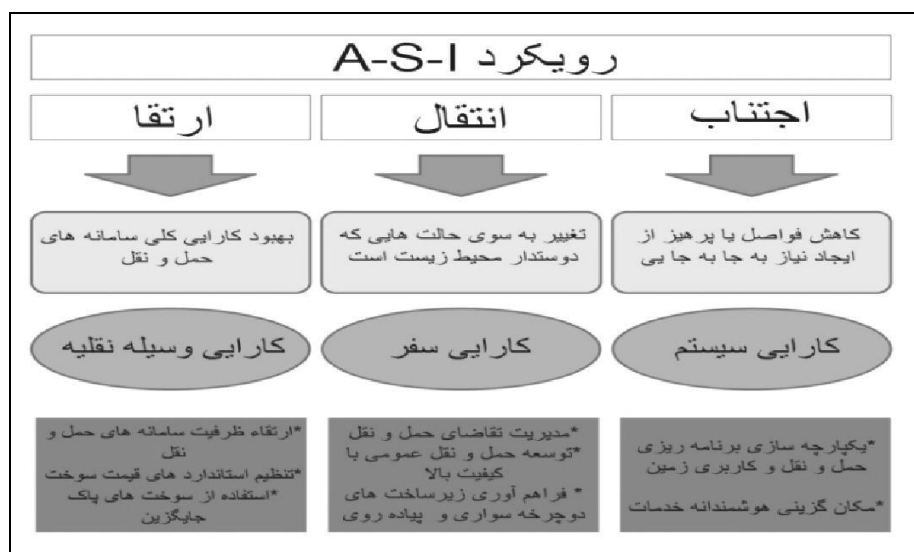 رویکرد A-S-I
اجتناب
انتقال
ارتقا
کاهش فواصل یا پرهیز از
ایجاد نیاز به جا به جا یی
تغییر به سوی حالت هایی که
دوستدار محیط زیست است
بهبود کارایی کلی سامانه های
حمل و نقل
کارایی سیستم
کارایی سفر
کارایی وسیله نقلیه
*یکپارچه سازی برنامه ریزی
حمل و نقل و کاربری زمین
*مکان گزینی هوشمندانه خدمات
*مدیریت تقاضای حمل و نقل
*توسعه حمل و نقل عمومی با
کیفیت بالا
* فراهم آوری زیرساخت های
دوچرخه سواری و پیاده روی
*ارتقاء ظرفیت سامانه های حمل و
نقل
*تنظیم استاندارد های قیمت سوخت
*استفاده از سوخت های پاک
جایگزین